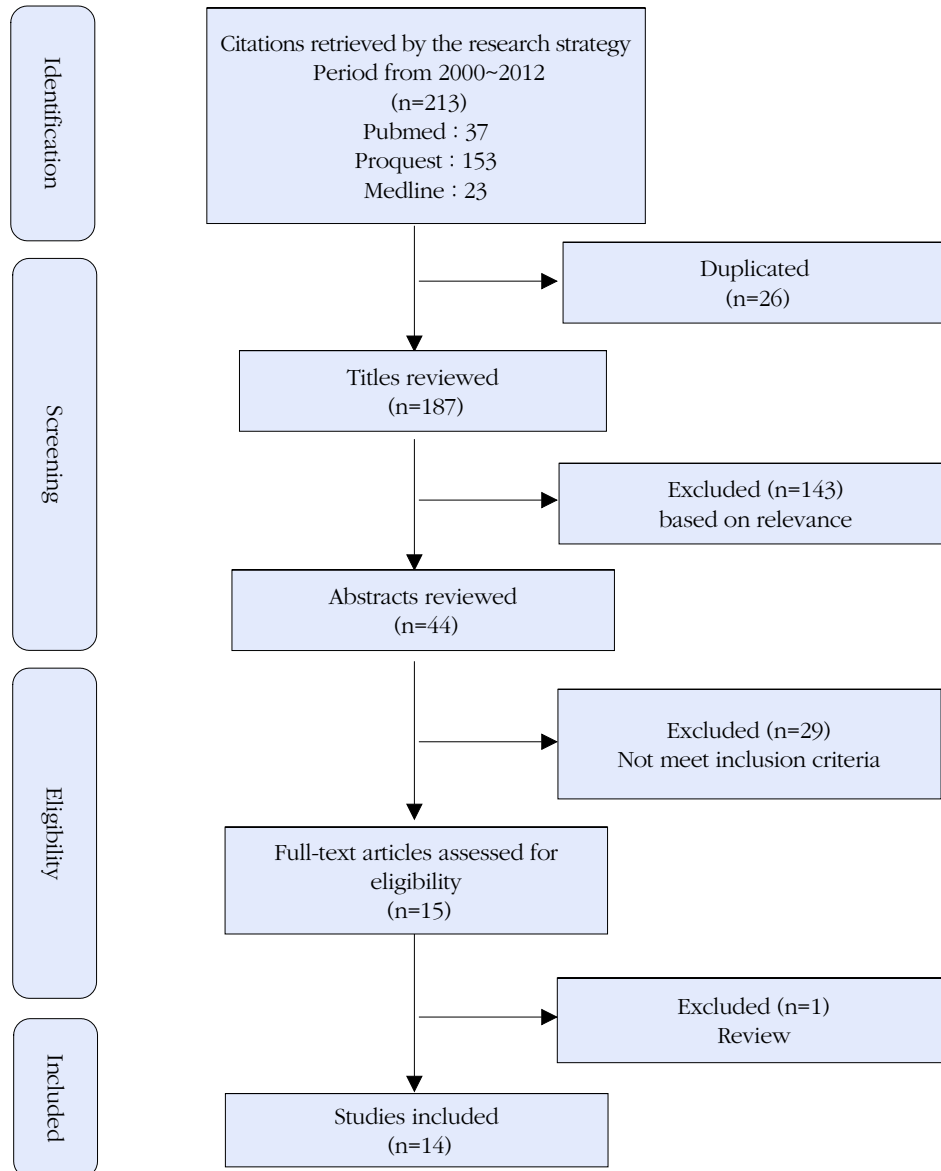 Identification
Citations retrieved by the research strategy
Period from 2000~2012
(n=213)
Pubmed : 37
Proquest : 153
Medline : 23
Duplicated
(n=26)
Screening
Titles reviewed
(n=187)
Excluded (n=143)
based on relevance
Abstracts reviewed
(n=44)
Eligibility
Excluded (n=29)
Not meet inclusion criteria
Full-text articles assessed for
eligibility
(n=15)
Excluded (n=1)
Review
Included
Studies included
(n=14)